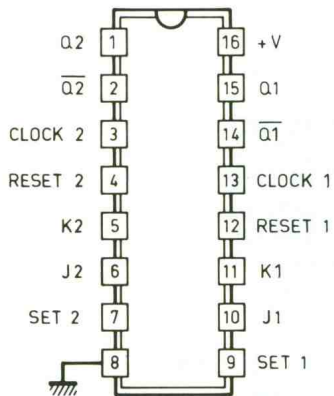 Q2 1 16 +V
Q2 2 15 Q1
CLOCK 2 3 14 Q1
RESET 2 4 13 CLOCK 1
K2 5 12 RESET 1
J2 6 11 K1
SET 2 7 10 J1
8 9 SET 1